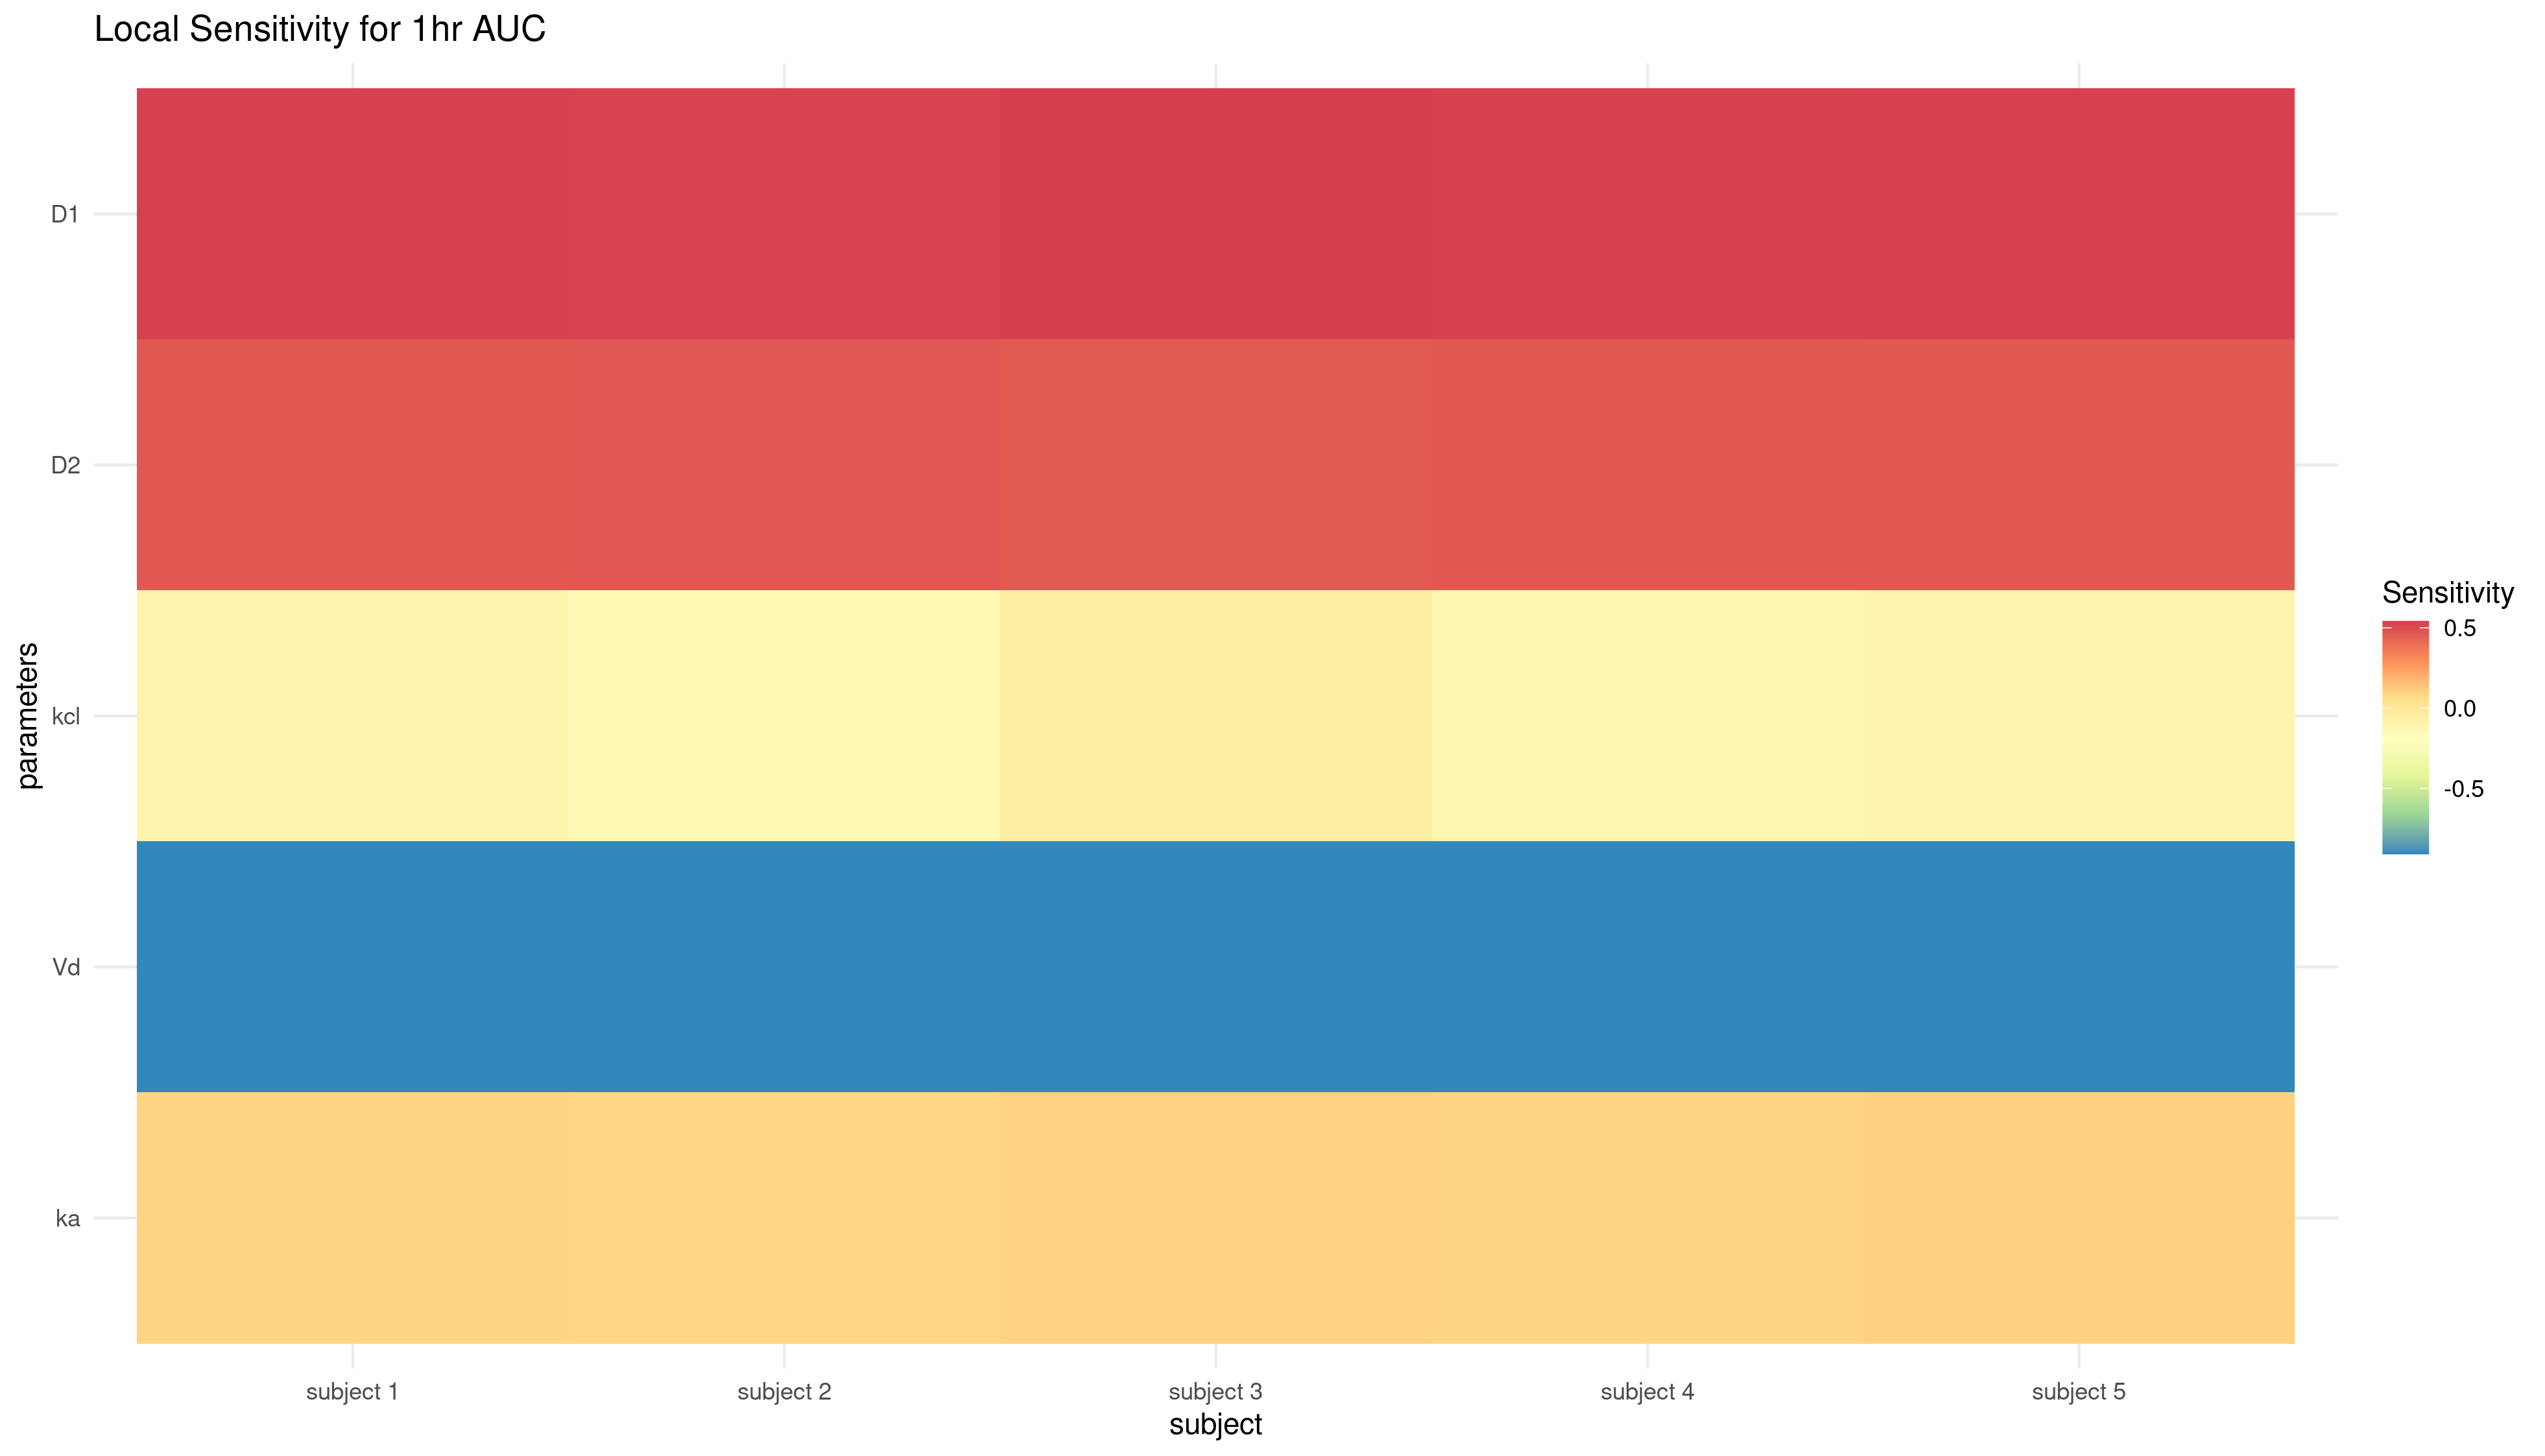 Local Sensitivity for 1hr AUC
parameters
D1
D2
kcl
Vd
ka
subject 1
subject 2
subject 3
subject 4
subject 5
subject
Sensitivity
0.5
0.0
-0.5